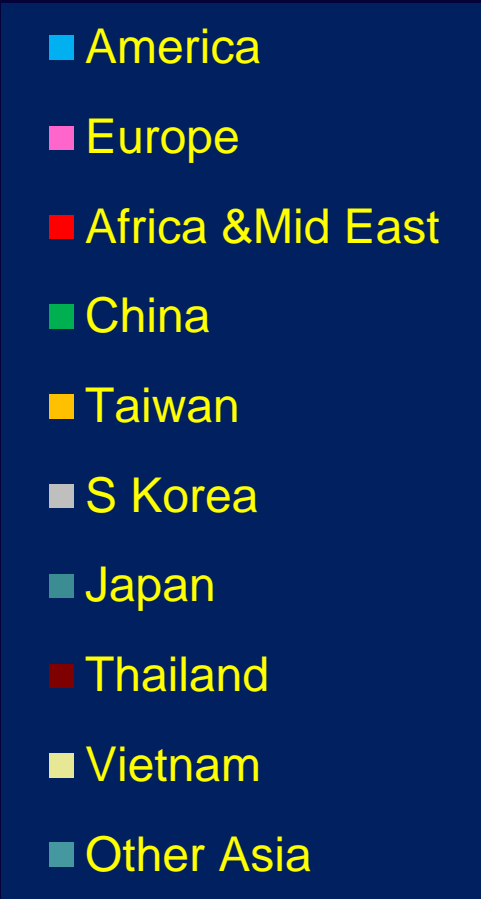 America
Europe
Africa &Mid East
China
Taiwan
S Korea
Japan
Thailand
Vietnam
Other Asia